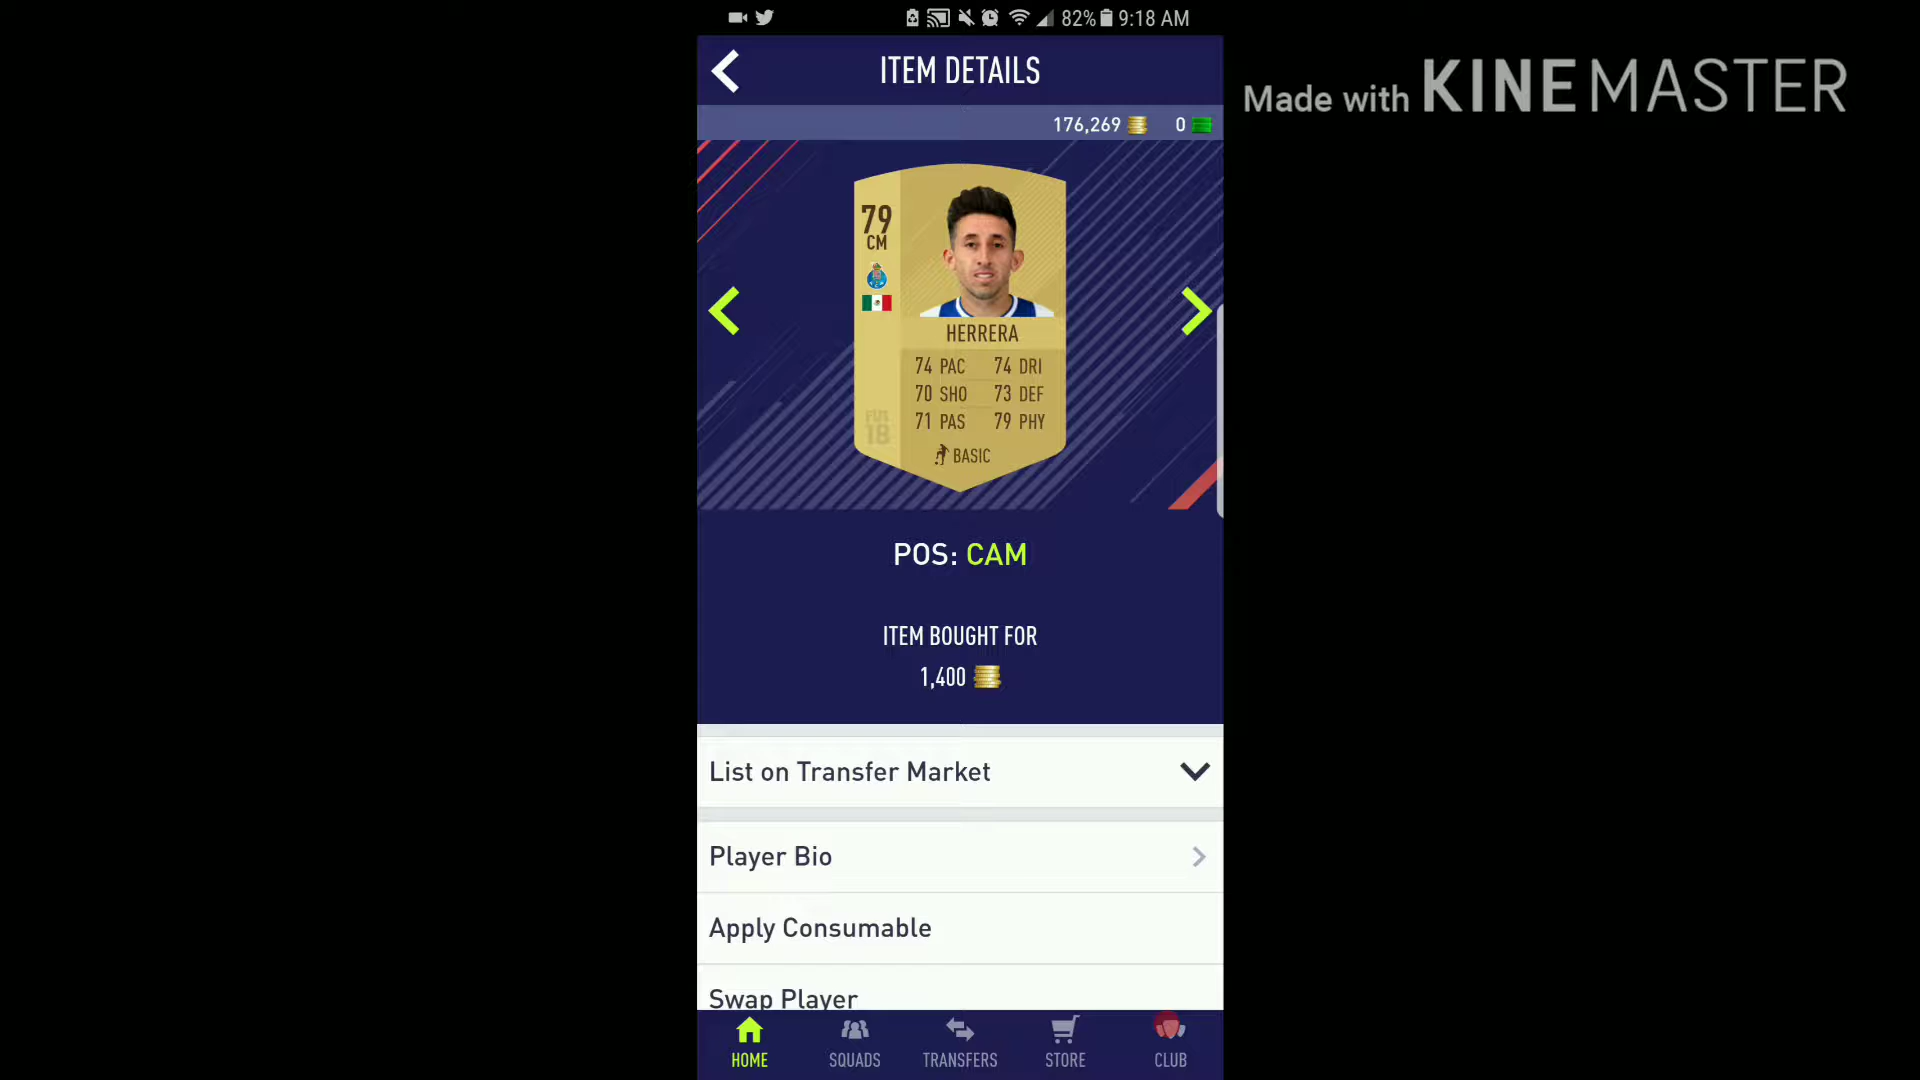 82% 9:18 AM
ITEM DETAILS
Made with KINEMASTER
176,269 0
79
CM
HERRERA
74 PAC 74 DRI
70 SHO 73 DEF
71 PAS 79 PHY
FUT
18
BASIC
POS: CAM
ITEM BOUGHT FOR
1,400
List on Transfer Market
Player Bio
Apply Consumable
Swap Player
HOME SQUADS TRANSFERS STORE CLUB